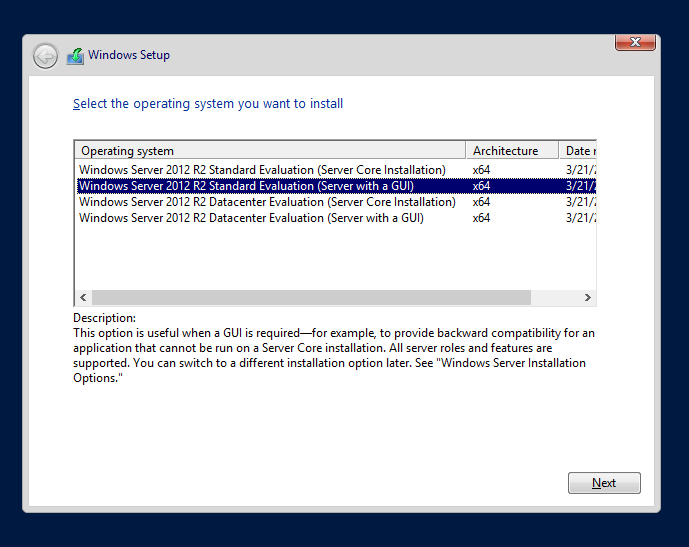 Windows Setup
Select the operating system you want to install
Operating system Architecture Date
Windows Server 2012 R2 Standard Evaluation (Server Core Installation) x64 3/21/
Windows Server 2012 R2 Standard Evaluation (Server with a GUI) x64 3/21/
Windows Server 2012 R2 Datacenter Evaluation (Server Core Installation) x64 3/21/
Windows Server 2012 R2 Datacenter Evaluation (Server with a GUI) x64 3/21/
Description:
This option is useful when a GUI is required—for example, to provide backward compatibility for an
application that cannot be run on a Server Core installation. All server roles and features are
supported. You can switch to a different installation option later. See "Windows Server Installation
Options."
Next